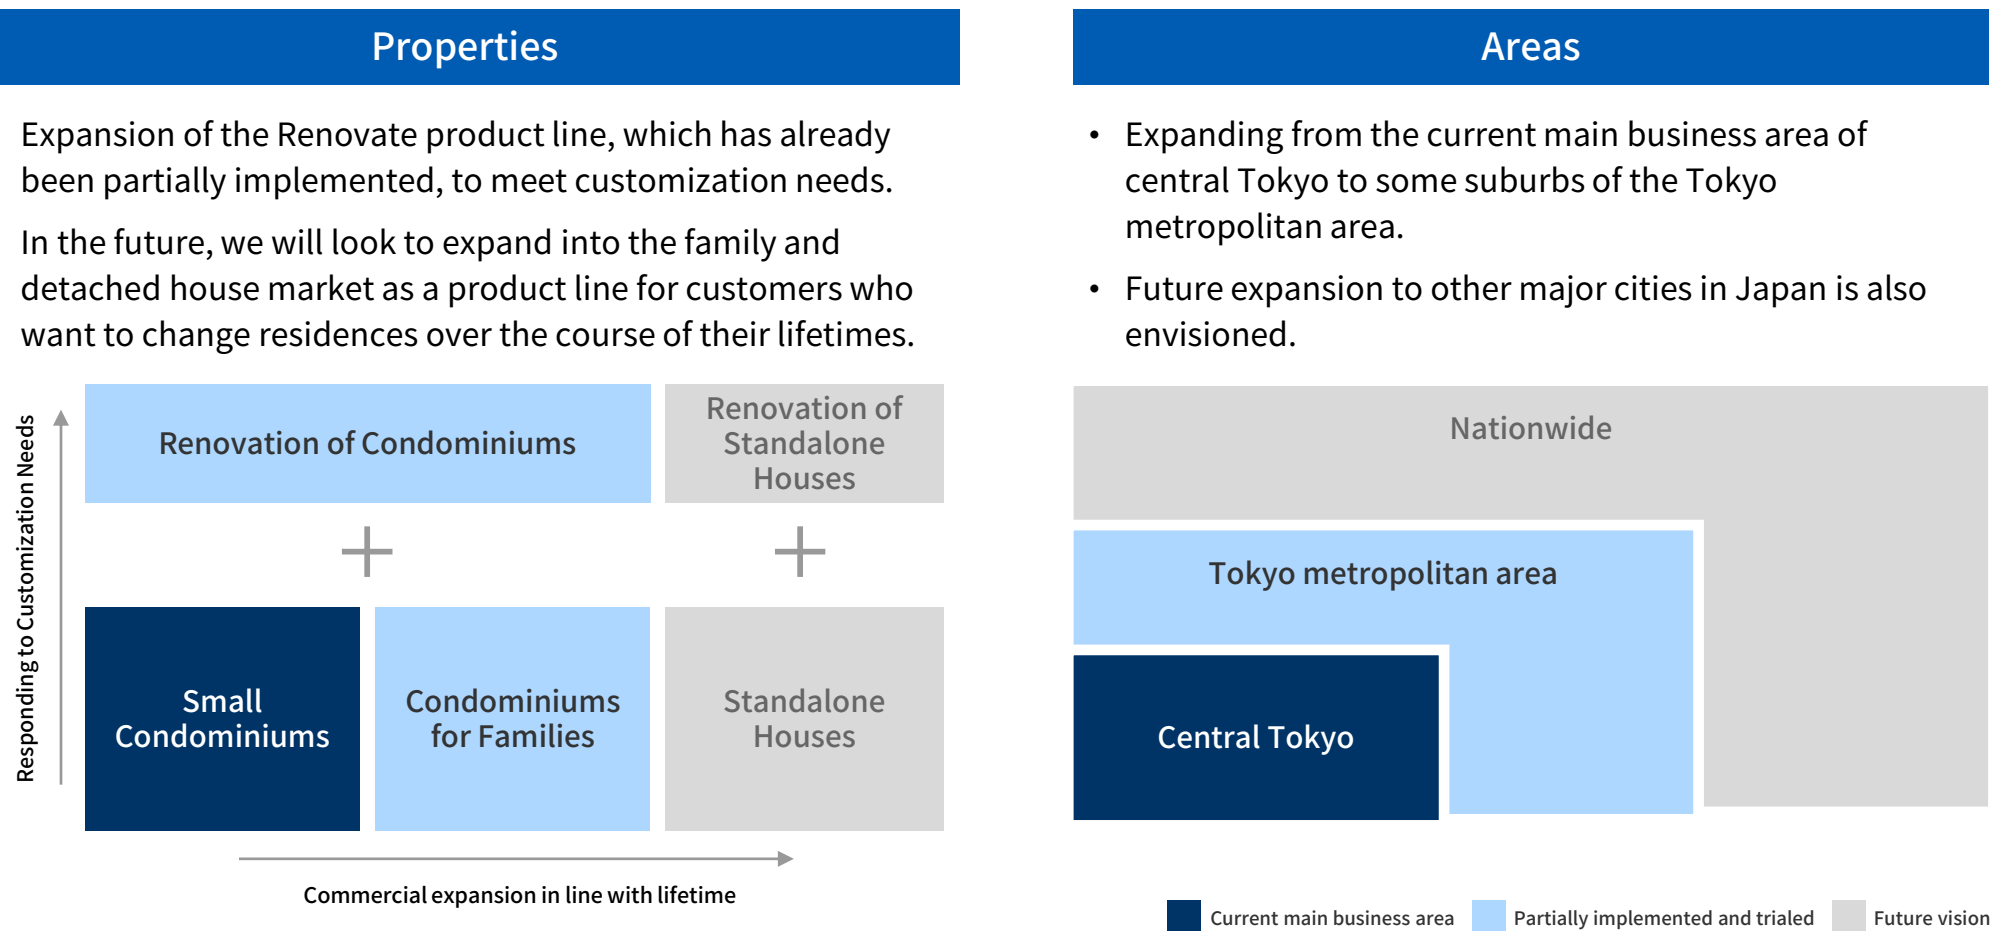 Properties
Expansion of the Renovate product line, which has already
been partially implemented, to meet customization needs.
In the future, we will look to expand into the family and
detached house market as a product line for customers who
want to change residences over the course of their lifetimes.
Responding to Customization Needs
Renovation of Condominiums
Renovation of
Standalone
Houses
+
+
Small
Condominiums
Condominiums
for Families
Standalone
Houses
Commercial expansion in line with lifetime
Areas
• Expanding from the current main business area of
central Tokyo to some suburbs of the Tokyo
metropolitan area.
• Future expansion to other major cities in Japan is also
envisioned.
Nationwide
Tokyo metropolitan area
Central Tokyo
Current main business area
Partially implemented and trialed
Future vision